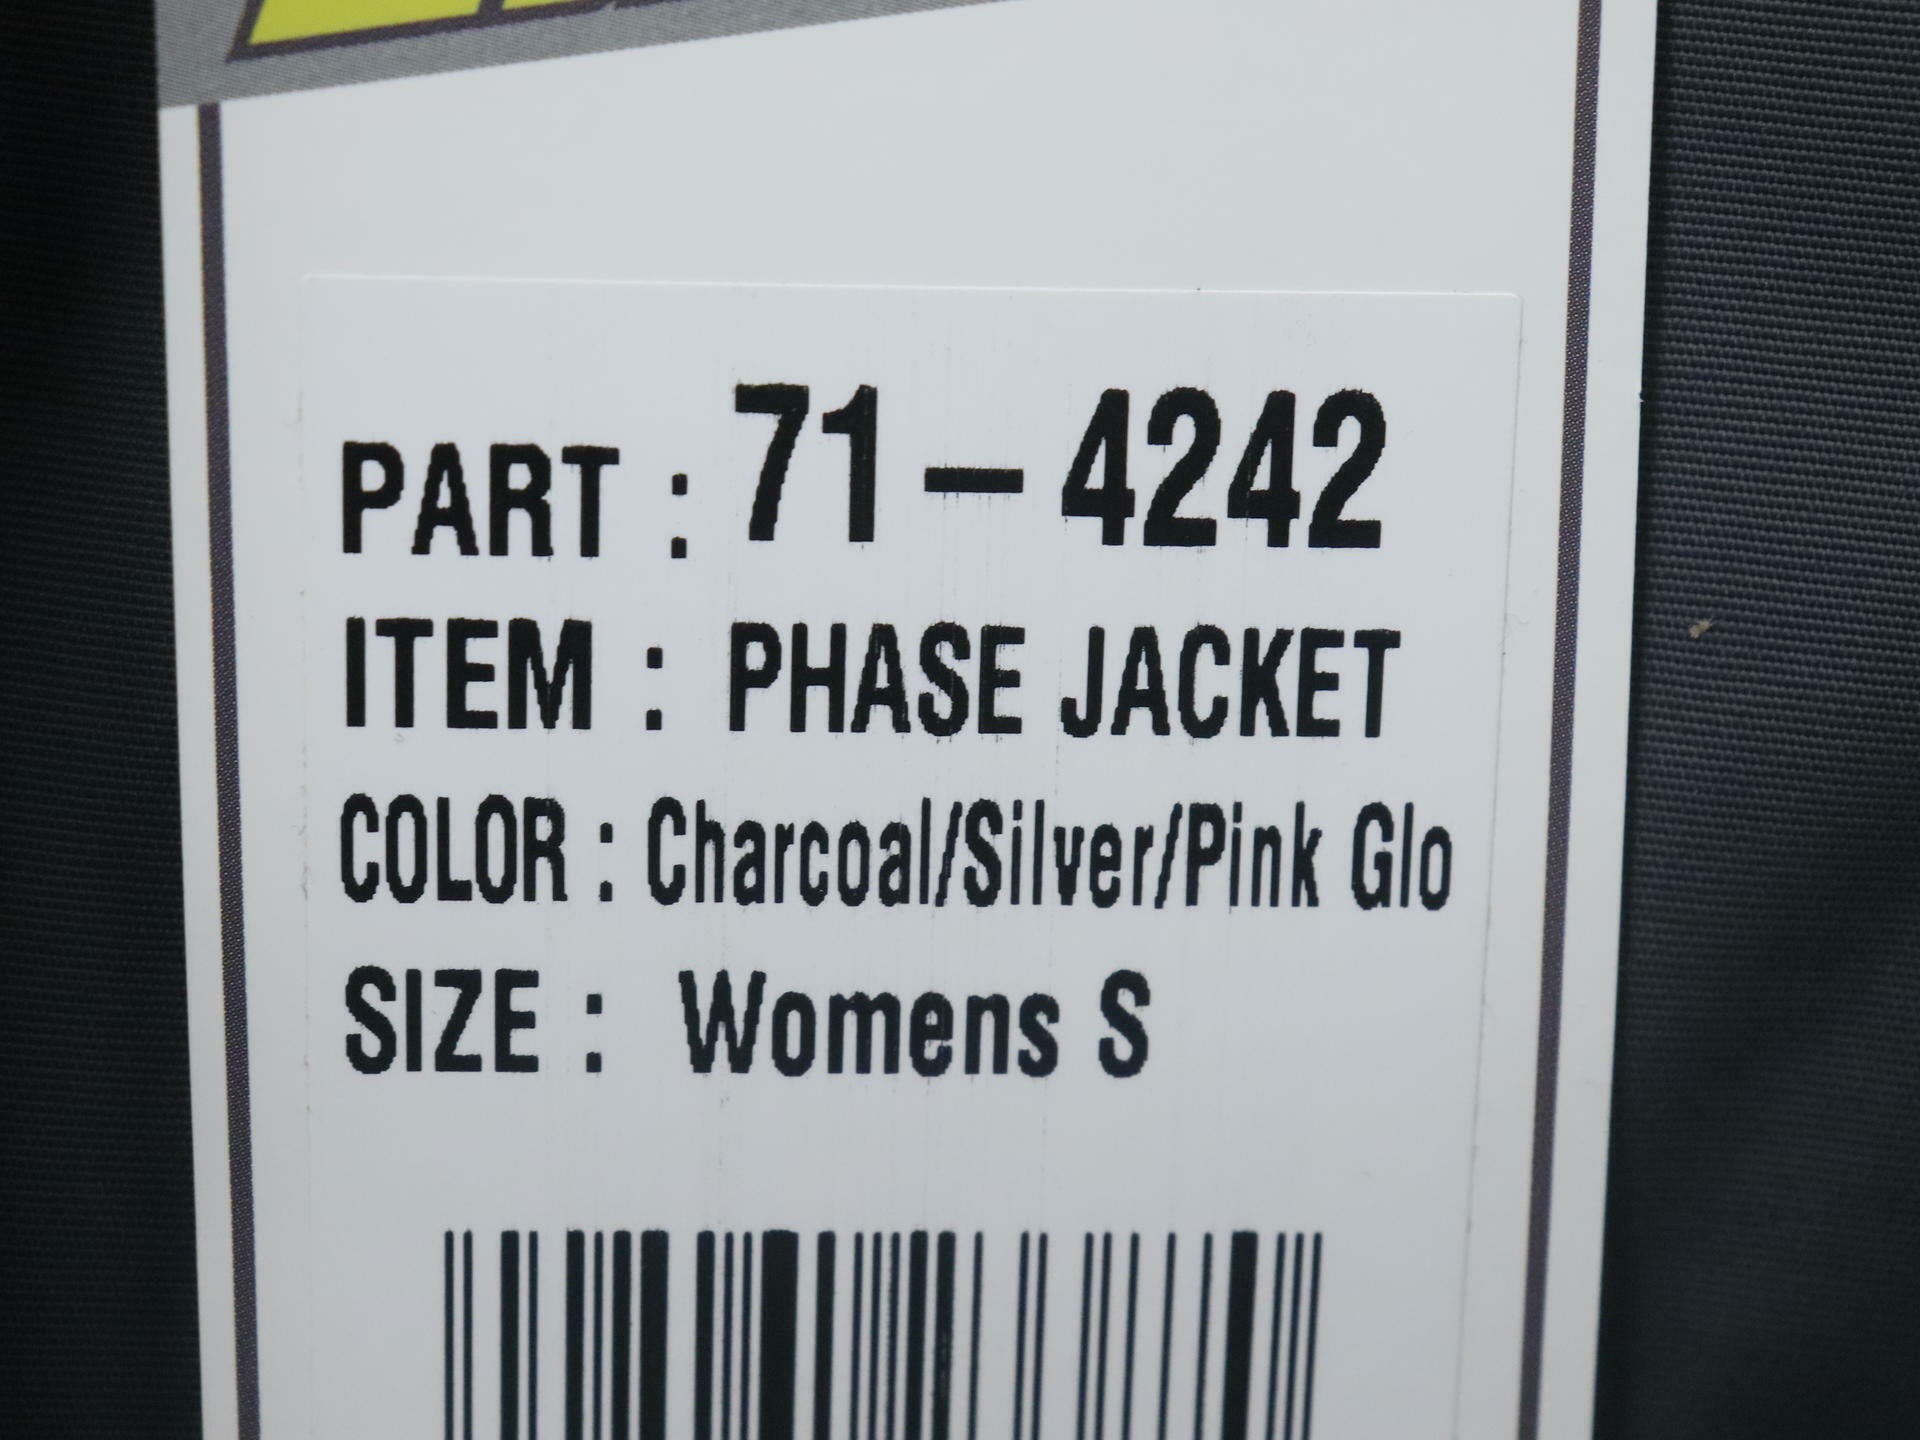 PART : 71-4242
ITEM : PHASE JACKET
COLOR : Charcoal/Silver/Pink Glo
SIZE : Womens S